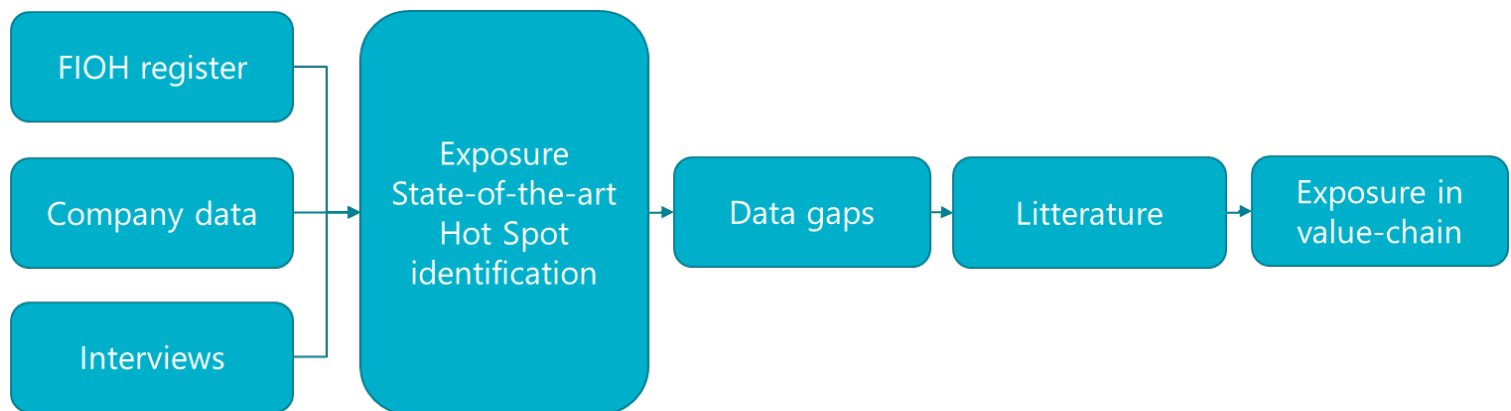 FIOH register
Company data
Interviews
Exposure
State-of-the-art
Hot Spot
identification
Data gaps
Litterature
Exposure in
value-chain